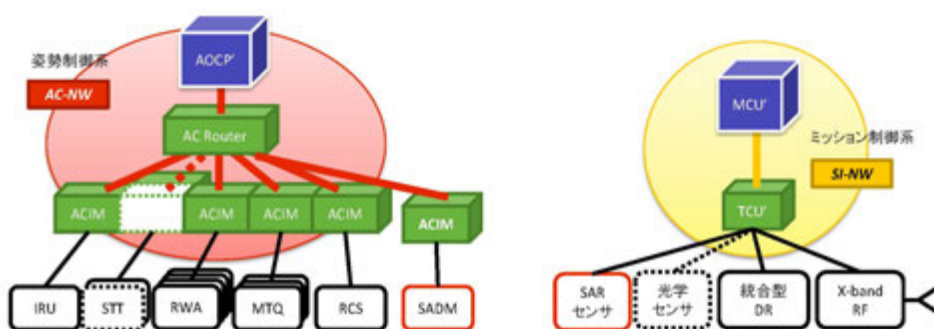 姿勢制御系
AC-NW
AOCP'
AC Router
ACIM
ACIM
ACIM
ACIM
ACIM
IRU
STT
RWA
MTQ
RCS
SADM
MCU'
ミッション制御系
SI-NW
TCU'
SAR
センサ
光学
センサ
統合型
DR
X-band
RF